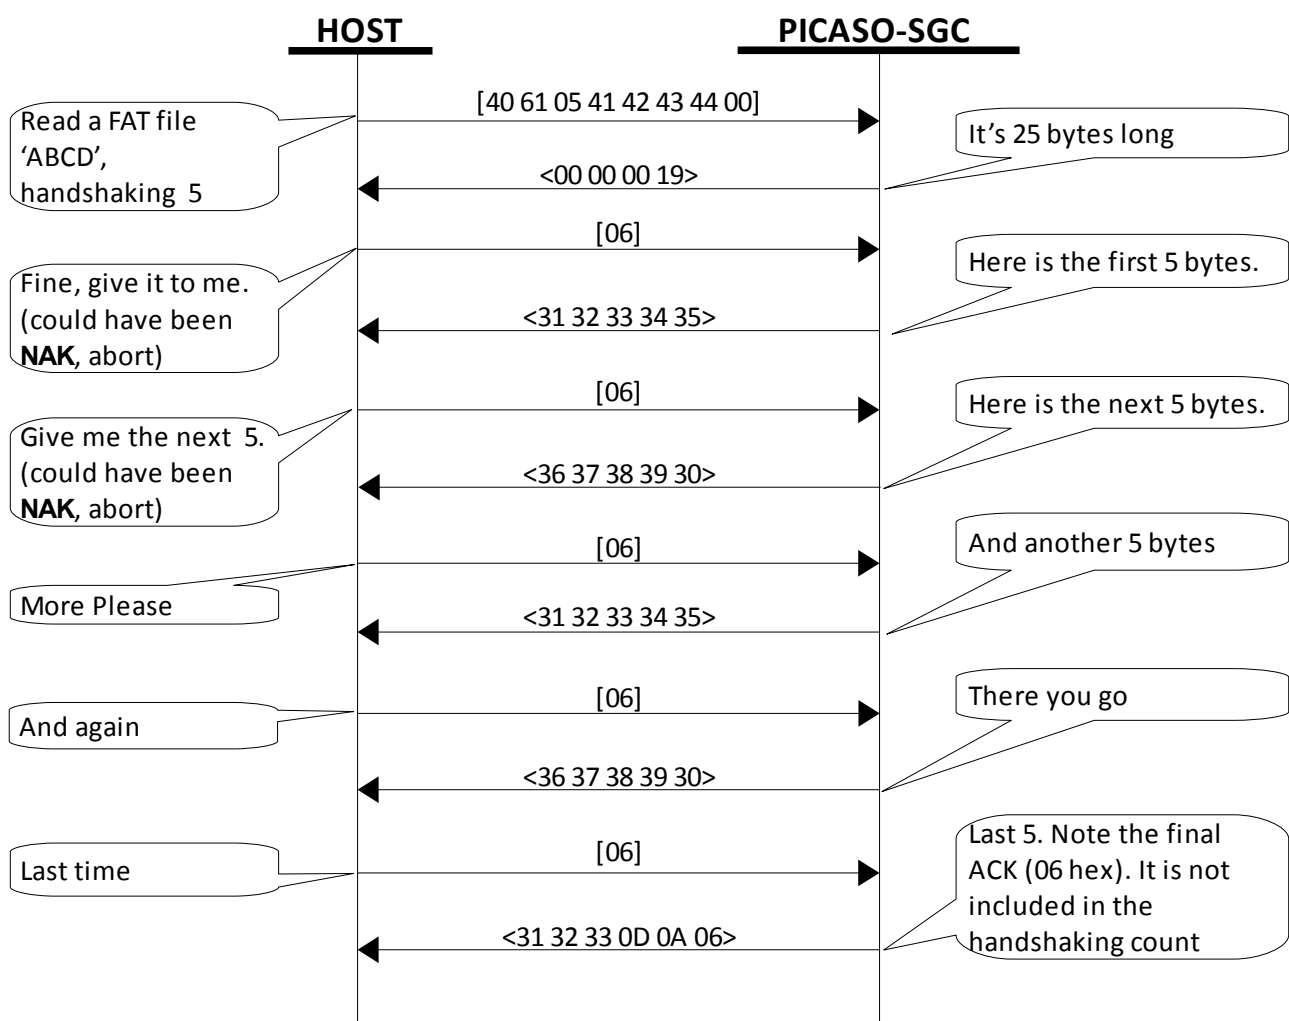 HOST
PICASO-SGC
[40 61 05 41 42 43 44 00]
Read a FAT file
‘ABCD’,
handshaking 5
It’s 25 bytes long
<00 00 00 19>
[06]
Fine, give it to me.
(could have been
NAK, abort)
Here is the first 5 bytes.
<31 32 33 34 35>
[06]
Give me the next 5.
(could have been
NAK, abort)
Here is the next 5 bytes.
<36 37 38 39 30>
[06]
More Please
And another 5 bytes
<31 32 33 34 35>
[06]
And again
There you go
<36 37 38 39 30>
[06]
Last time
Last 5. Note the final
ACK (06 hex). It is not
included in the
handshaking count
<31 32 33 0D 0A 06>